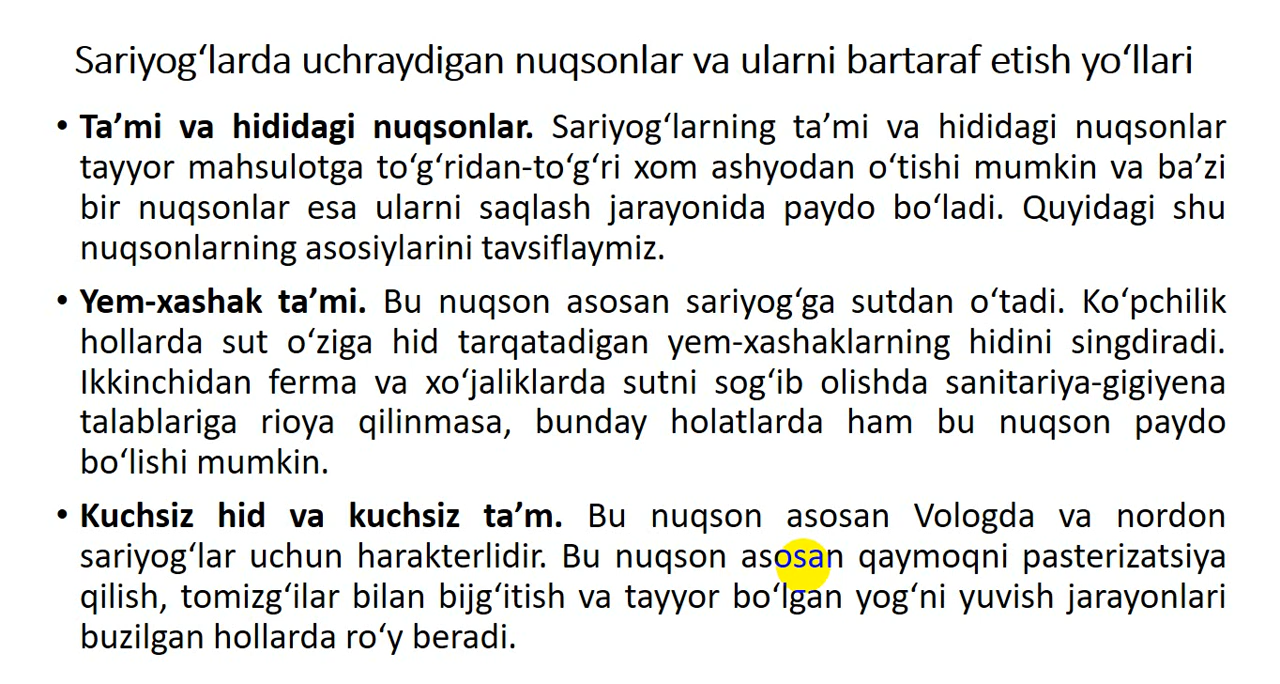 Sariyog‘larda uchraydigan nuqsonlar va ularni bartaraf etish yo‘llari
• Ta’mi va hididagi nuqsonlar. Sariyog‘larning ta’mi va hididagi nuqsonlar
tayyor mahsulotga to‘g‘ridan-to‘g‘ri xom ashyodan o‘tishi mumkin va ba’zi
bir nuqsonlar esa ularni saqlash jarayonida paydo bo‘ladi. Quyidagi shu
nuqsonlarning asosiylarini tavsiflaymiz.
• Yem-xashak ta’mi. Bu nuqson asosan sariyog‘ga sutdan o‘tadi. Ko‘pchilik
hollarda sut o‘ziga hid tarqatadigan yem-xashaklarning hidini singdiradi.
Ikkinchidan ferma va xo‘jaliklarda sutni sog‘ib olishda sanitariya-gigiyena
talablariga rioya qilinmasa, bunday holatlarda ham bu nuqson paydo
bo‘lishi mumkin.
• Kuchsiz hid va kuchsiz ta’m. Bu nuqson asosan Vologda va nordon
sariyog‘lar uchun harakterlidir. Bu nuqson asosan qaymoqni pasterizatsiya
qilish, tomizg‘ilar bilan bijg‘itish va tayyor bo‘lgan yog‘ni yuvish jarayonlari
buzilgan hollarda ro‘y beradi.